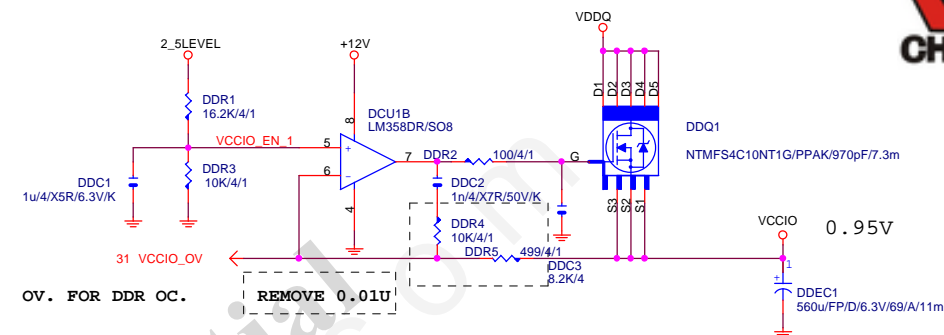 VDDQ
2_5LEVEL
+12V
CH
D1
D2
D3
D4
D5
DDR1
16.2K/4/1
DCU1B
LM358DR/SO8
8
DDQ1
VCCIO_EN_1
5
+
7
DDR2
100/4/1
G
NTMFS4C10NT1G/PPAK/970pF/7.3m
DDR3
10K/4/1
6
-
DDC1
1u/4/X5R/6.3V/K
4
DDC2
1n/4/X7R/50V/K
S3
S2
S1
DDR4
10K/4/1
VCCIO
0.95V
31 VCCIO_OV
DDR5
499/4/1
DDC3
8.2K/4
1
+
DDEC1
560u/FP/D/6.3V/69/A/11m
OV. FOR DDR OC.
REMOVE 0.01U